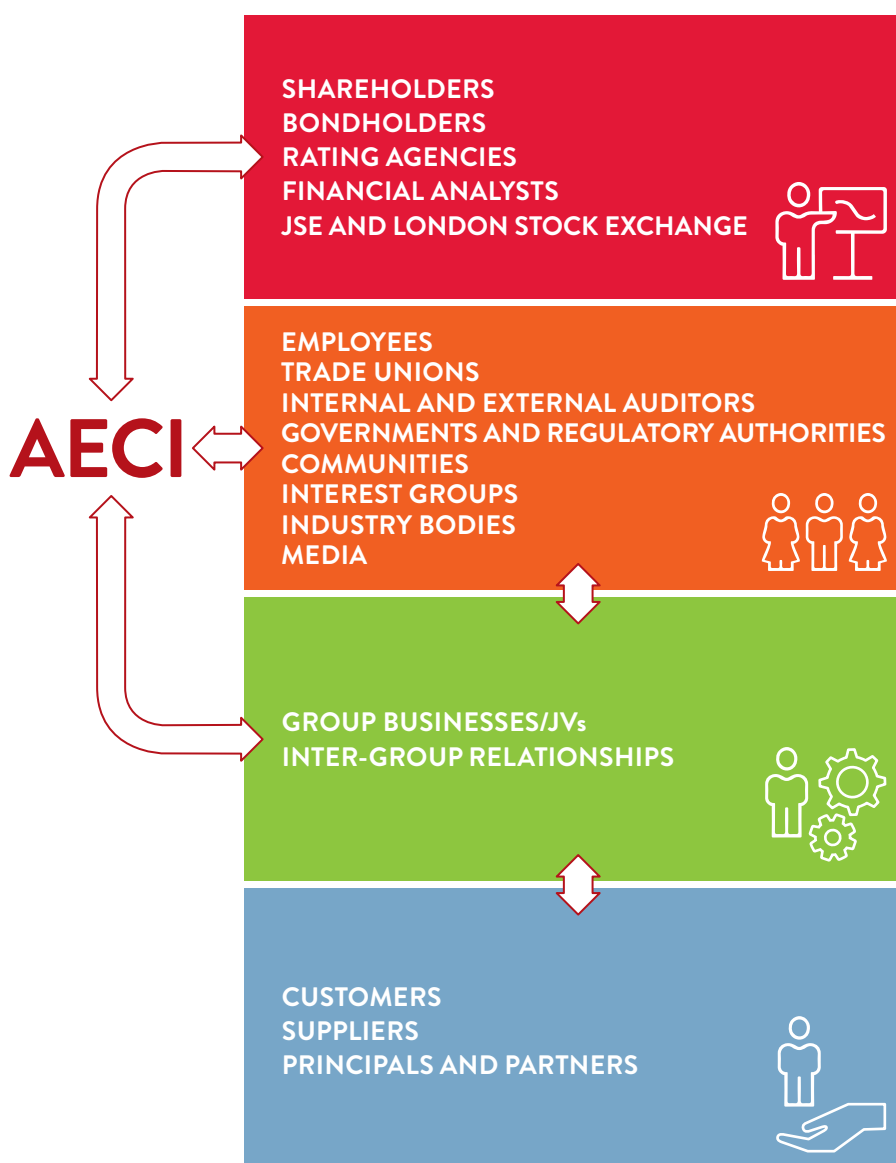 SHAREHOLDERS
BONDHOLDERS
RATING AGENCIES
FINANCIAL ANALYSTS
JSE AND LONDON STOCK EXCHANGE
EMPLOYEES
TRADE UNIONS
INTERNAL AND EXTERNAL AUDITORS
GOVERNMENTS AND REGULATORY AUTHORITIES
COMMUNITIES
INTEREST GROUPS
INDUSTRY BODIES
MEDIA
AECI
GROUP BUSINESSES/JVs
INTER-GROUP RELATIONSHIPS
CUSTOMERS
SUPPLIERS
PRINCIPALS AND PARTNERS